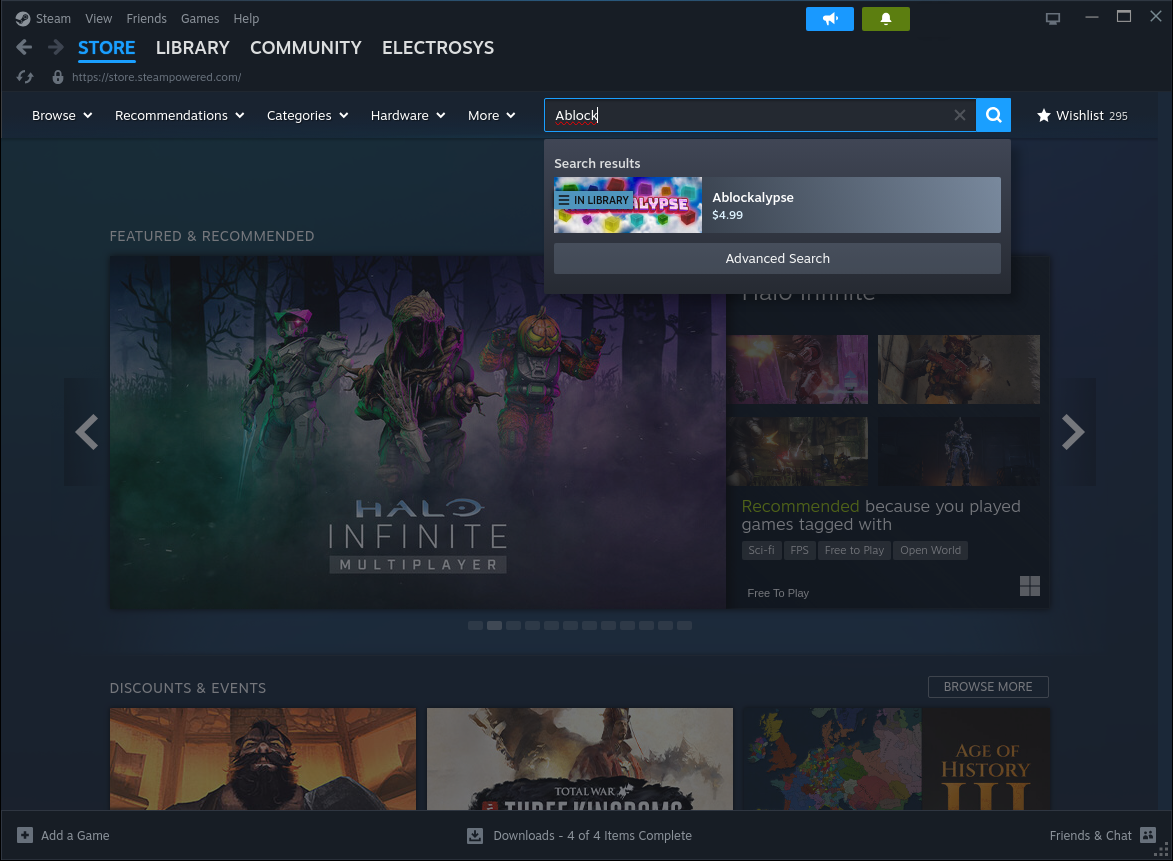 Steam View Friends Games Help
STORE LIBRARY COMMUNITY ELECTROSYS
https://store.steampowered.com/
Browse Recommendations Categories Hardware More Ablock Wishlist 295
Search results
IN LIBRARY
Ablockalypse
$4.99
Advanced Search
FEATURED & RECOMMENDED
Halo Infinite
HALO
INFINITE
MULTIPLAYER
Recommended because you played
games tagged with
Sci-fi FPS Free to Play Open World
Free To Play
DISCOUNTS & EVENTS BROWSE MORE
TOTAL WAR
THREE KINGDOMS
AGE OF
HISTORY
III
Add a Game Downloads - 4 of 4 Items Complete Friends & Chat